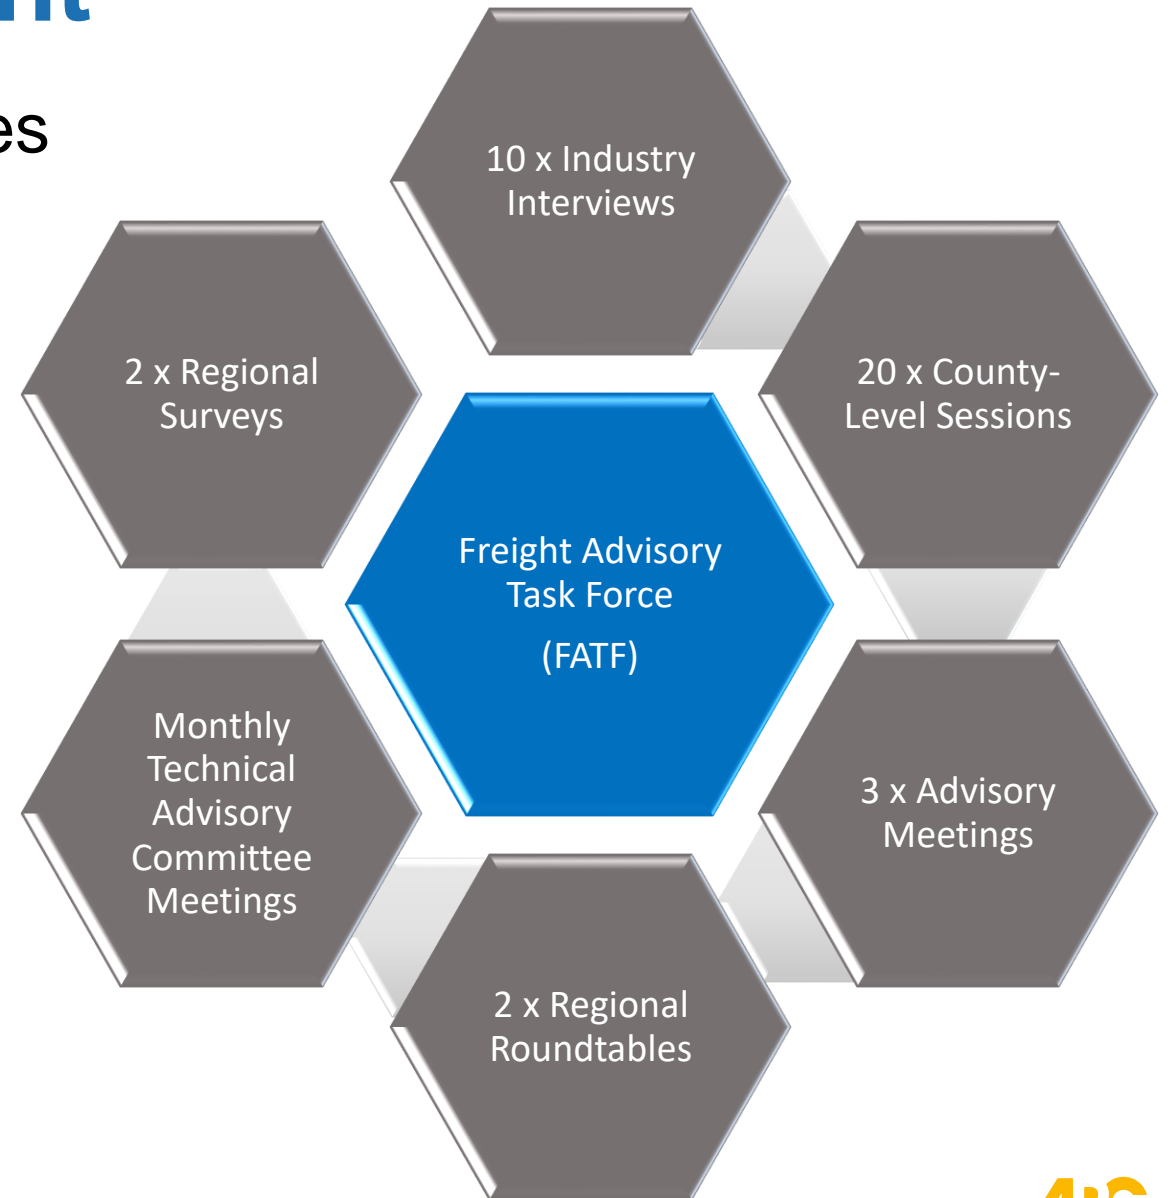 10 x Industry
Interviews
2 x Regional
Surveys
20 x County-
Level Sessions
Freight Advisory
Task Force
(FATF)
Monthly
Technical
Advisory
Committee
Meetings
3 x Advisory
Meetings
2 x Regional
Roundtables